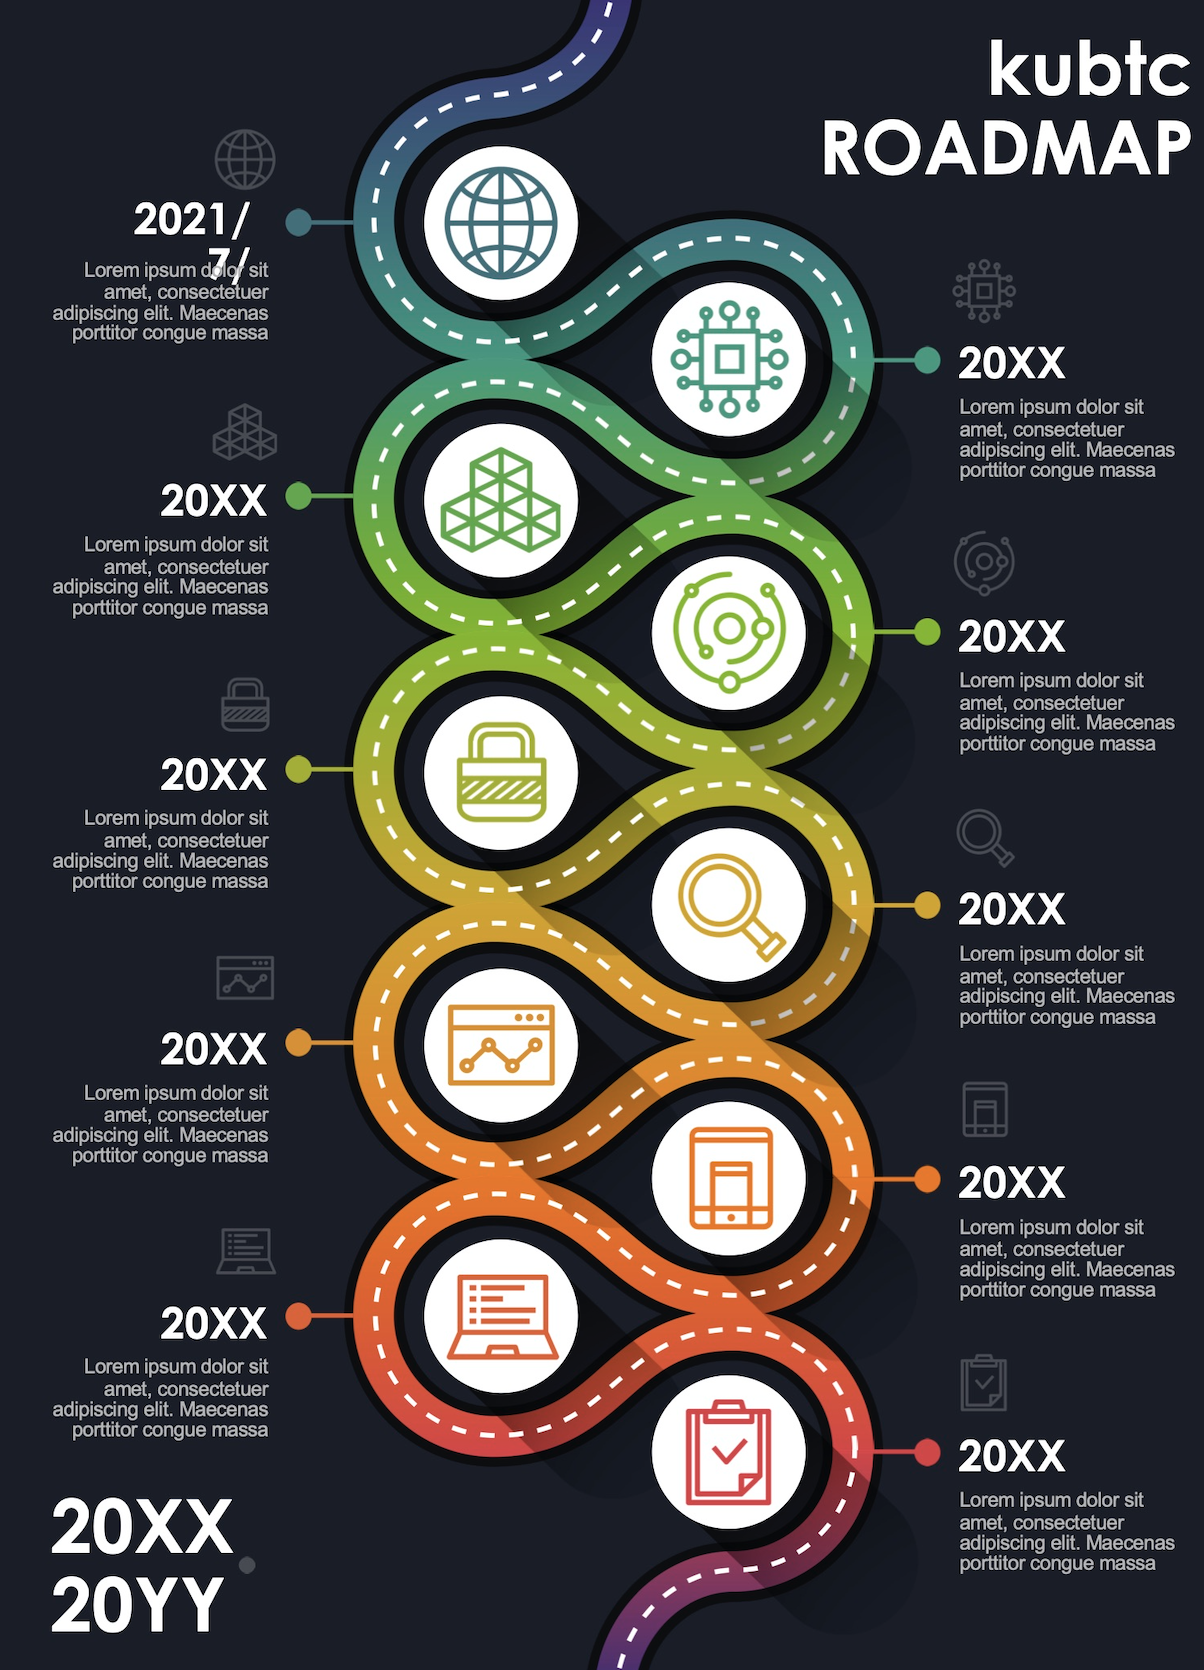 kubtc
ROADMAP
2021/
7/
Lorem ipsum dolor sit
amet, consectetuer
adipiscing elit. Maecenas
porttitor congue massa
20XX
Lorem ipsum dolor sit
amet, consectetuer
adipiscing elit. Maecenas
porttitor congue massa
20XX
Lorem ipsum dolor sit
amet, consectetuer
adipiscing elit. Maecenas
porttitor congue massa
20XX
Lorem ipsum dolor sit
amet, consectetuer
adipiscing elit. Maecenas
porttitor congue massa
20XX
Lorem ipsum dolor sit
amet, consectetuer
adipiscing elit. Maecenas
porttitor congue massa
20XX
Lorem ipsum dolor sit
amet, consectetuer
adipiscing elit. Maecenas
porttitor congue massa
20XX
Lorem ipsum dolor sit
amet, consectetuer
adipiscing elit. Maecenas
porttitor congue massa
20XX
Lorem ipsum dolor sit
amet, consectetuer
adipiscing elit. Maecenas
porttitor congue massa
20XX
Lorem ipsum dolor sit
amet, consectetuer
adipiscing elit. Maecenas
porttitor congue massa
20XX
Lorem ipsum dolor sit
amet, consectetuer
adipiscing elit. Maecenas
porttitor congue massa
20XX
20YY